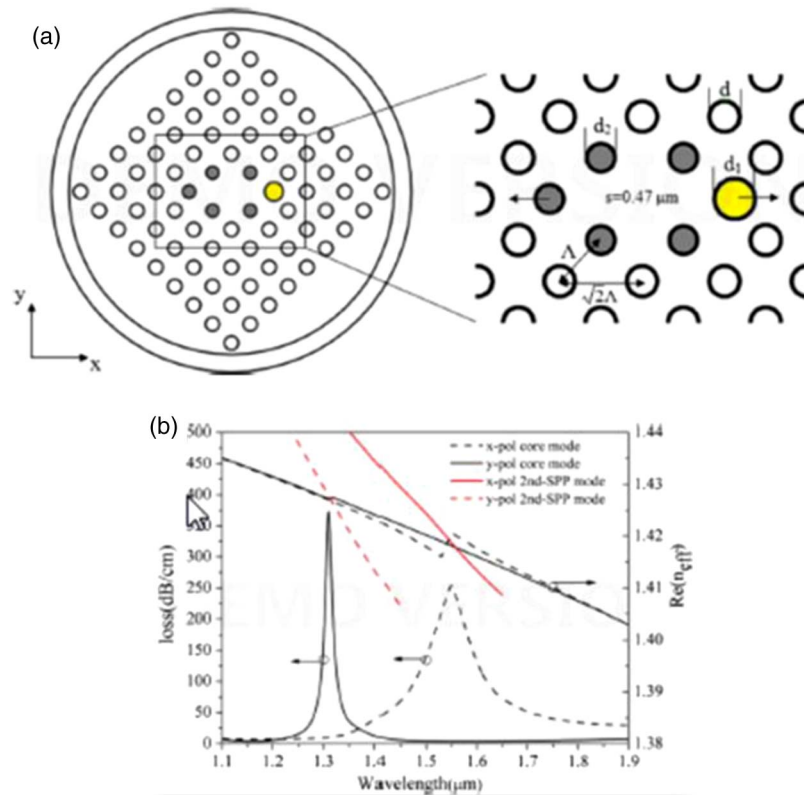 (a)
d
d2
d1
s=0.47 μm
Λ
√2Λ
y
x
(b)
500
450
400
350
300
250
200
150
100
50
0
loss(dB/cm)
x-pol core mode
y-pol core mode
x-pol 2nd-SPP mode
y-pol 2nd-SPP mode
1.44
1.43
1.42
1.41
1.40
1.39
1.38
Re(neff)
DEMO VERSION
1.1 1.2 1.3 1.4 1.5 1.6 1.7 1.8 1.9
Wavelength(μm)